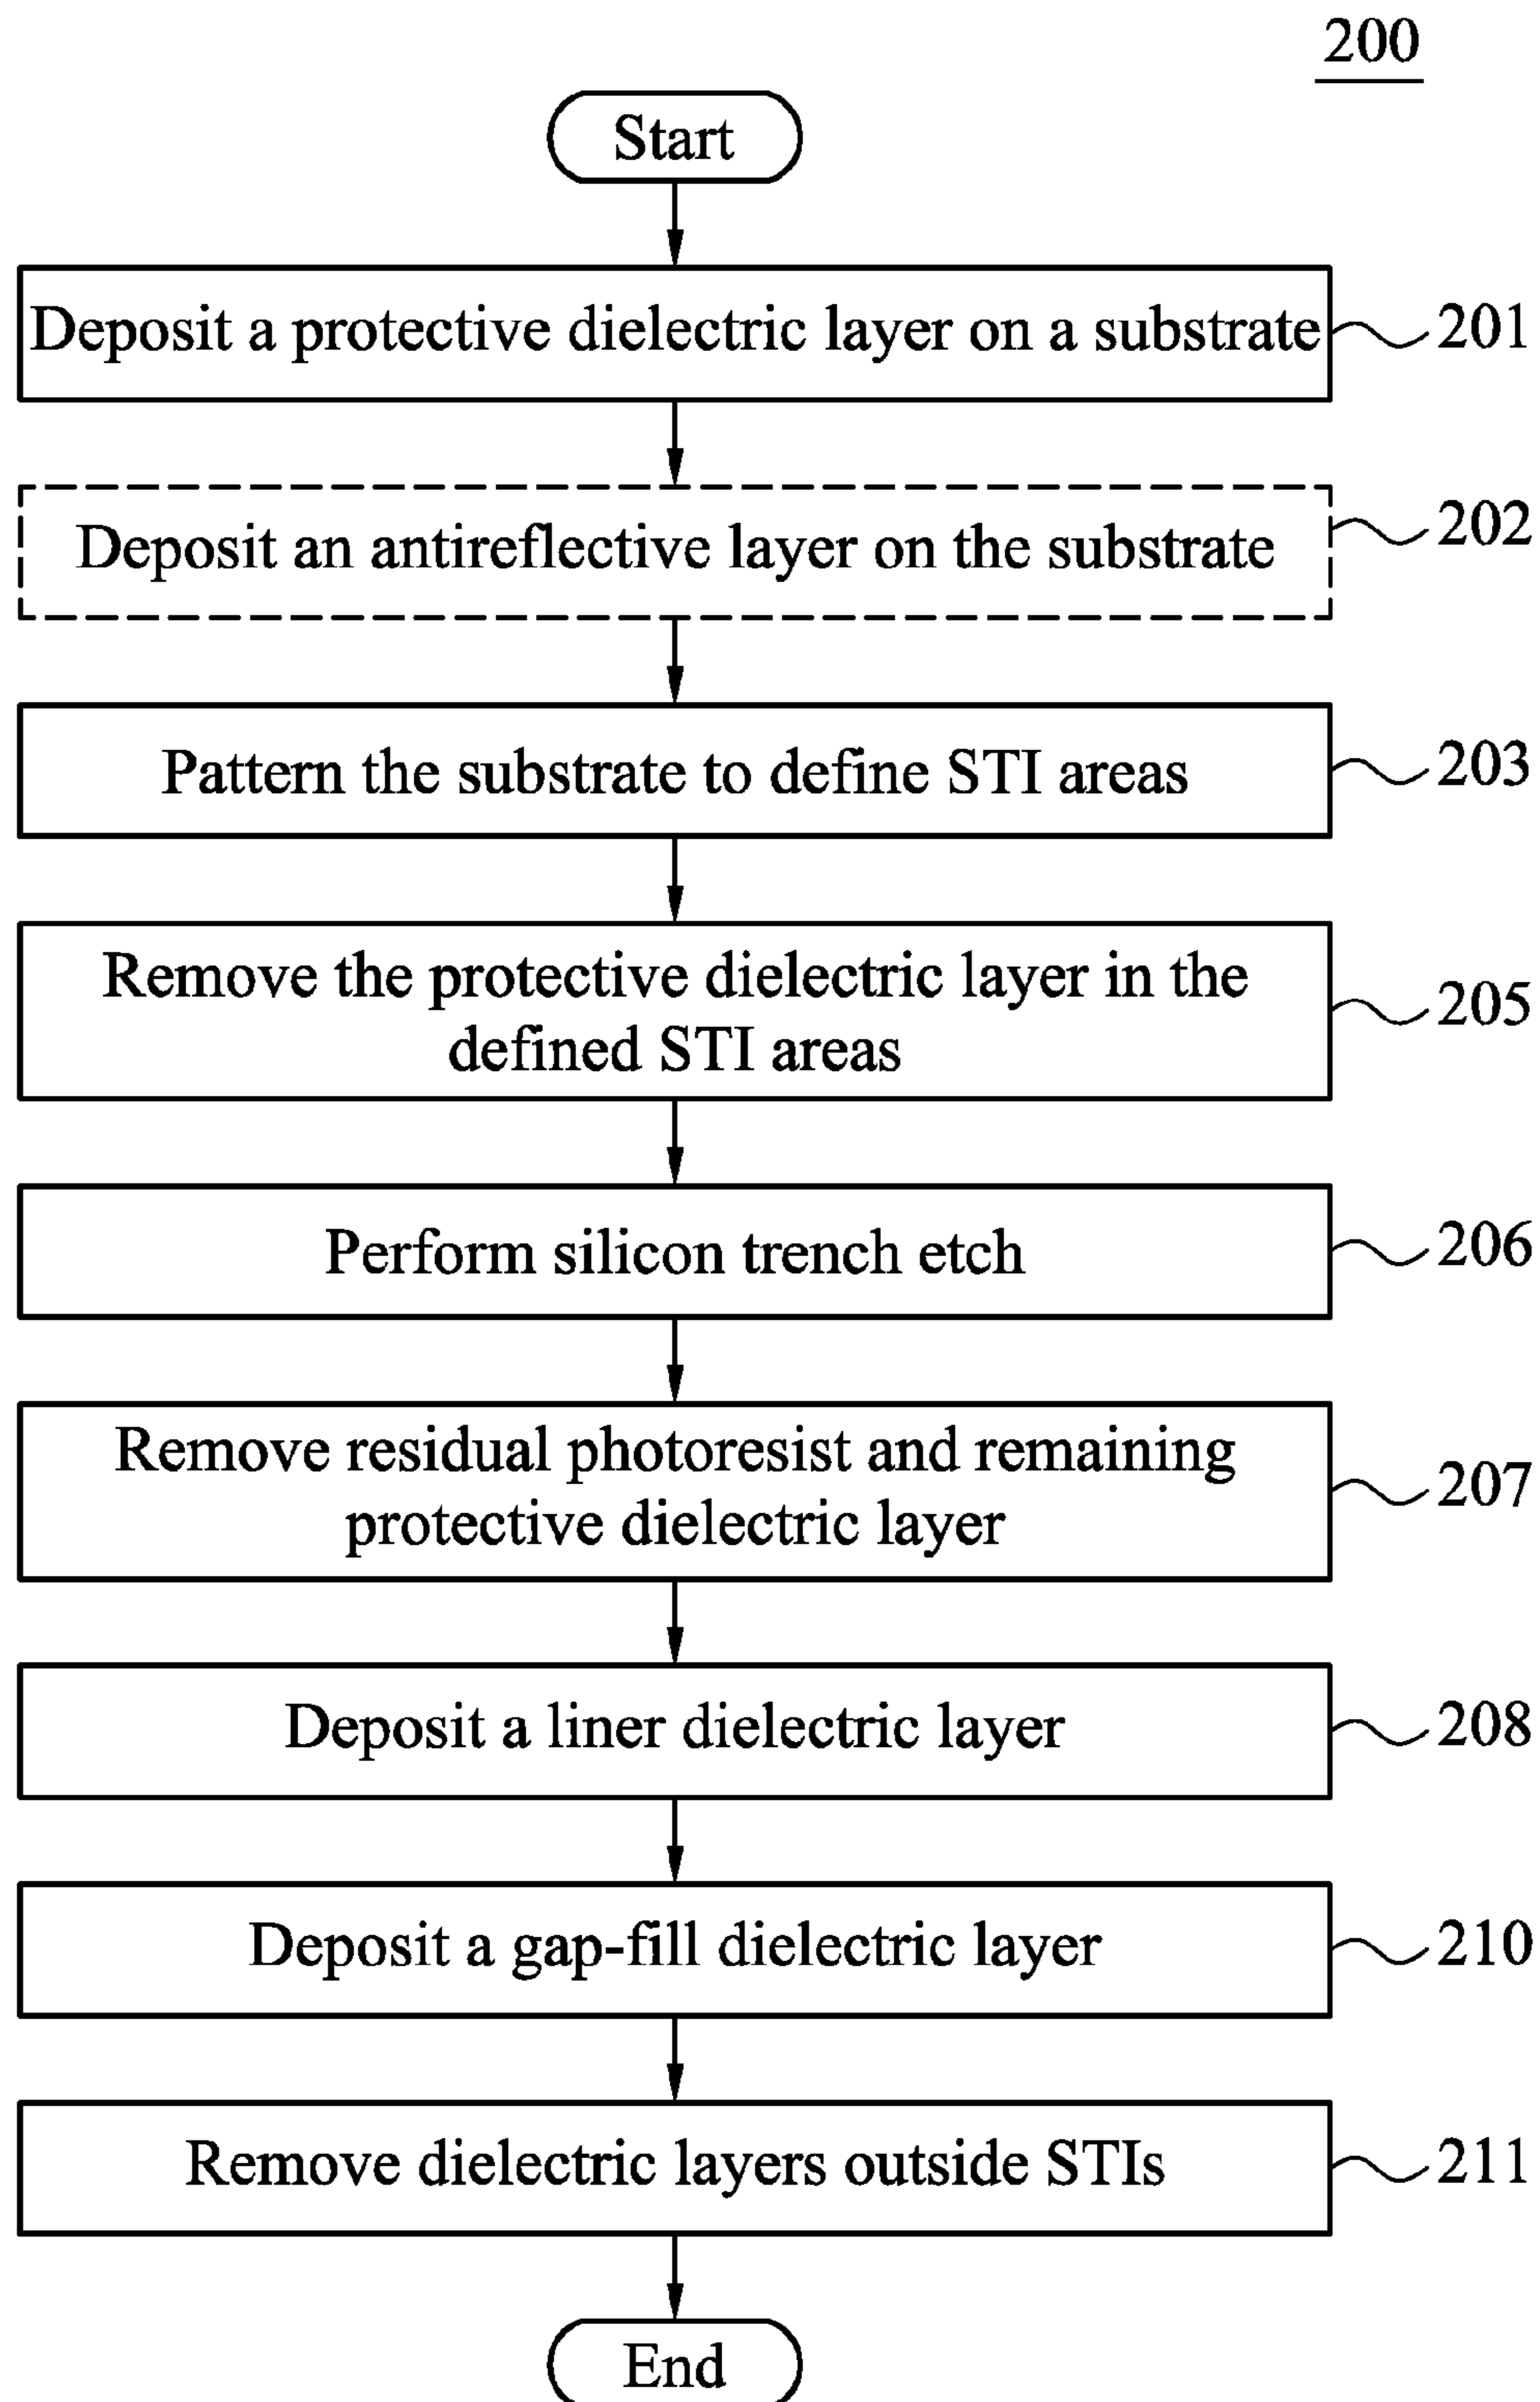 200
Start
Deposit a protective dielectric layer on a substrate
201
Deposit an antireflective layer on the substrate
202
Pattern the substrate to define STI areas
203
Remove the protective dielectric layer in the
defined STI areas
205
Perform silicon trench etch
206
Remove residual photoresist and remaining
protective dielectric layer
207
Deposit a liner dielectric layer
208
Deposit a gap-fill dielectric layer
210
Remove dielectric layers outside STIs
211
End